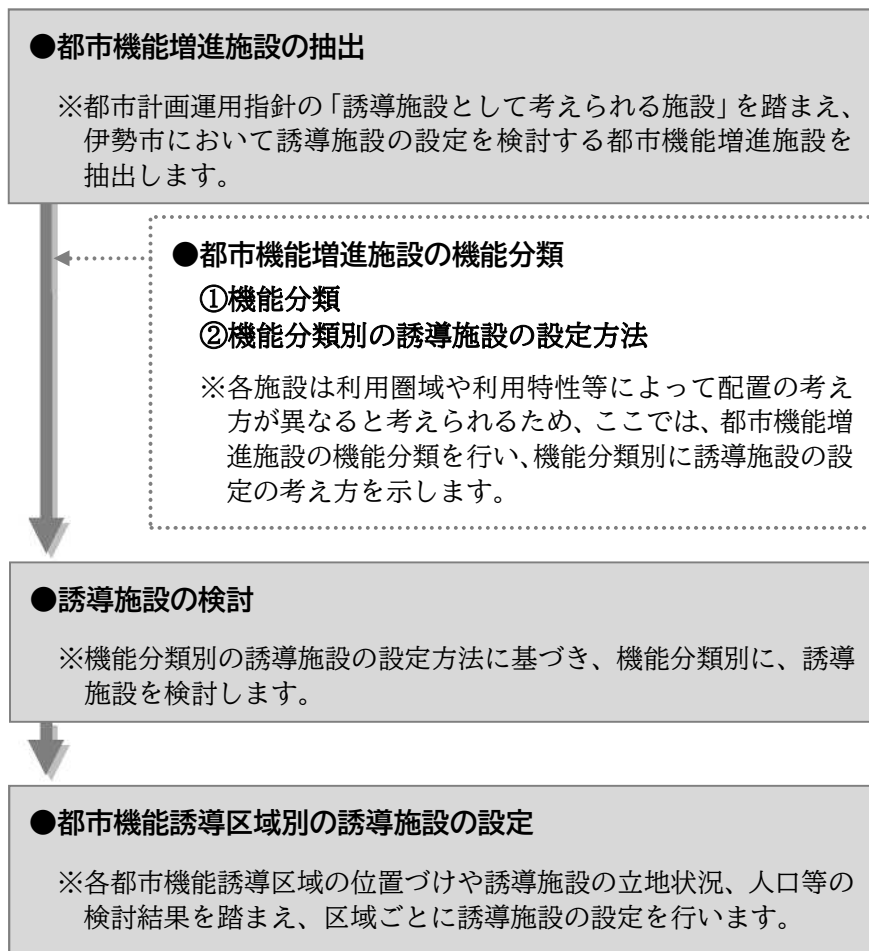 ●都市機能増進施設の抽出
※都市計画運用指針の「誘導施設として考えられる施設」を踏まえ、
伊勢市において誘導施設の設定を検討する都市機能増進施設を
抽出します。
●都市機能増進施設の機能分類
①機能分類
②機能分類別の誘導施設の設定方法
※各施設は利用圏域や利用特性等によって配置の考え
方が異なると考えられるため、ここでは、都市機能増
進施設の機能分類を行い、機能分類別に誘導施設の設
定の考え方を示します。
●誘導施設の検討
※機能分類別の誘導施設の設定方法に基づき、機能分類別に、誘導
施設を検討します。
●都市機能誘導区域別の誘導施設の設定
※各都市機能誘導区域の位置づけや誘導施設の立地状況、人口等の
検討結果を踏まえ、区域ごとに誘導施設の設定を行います。